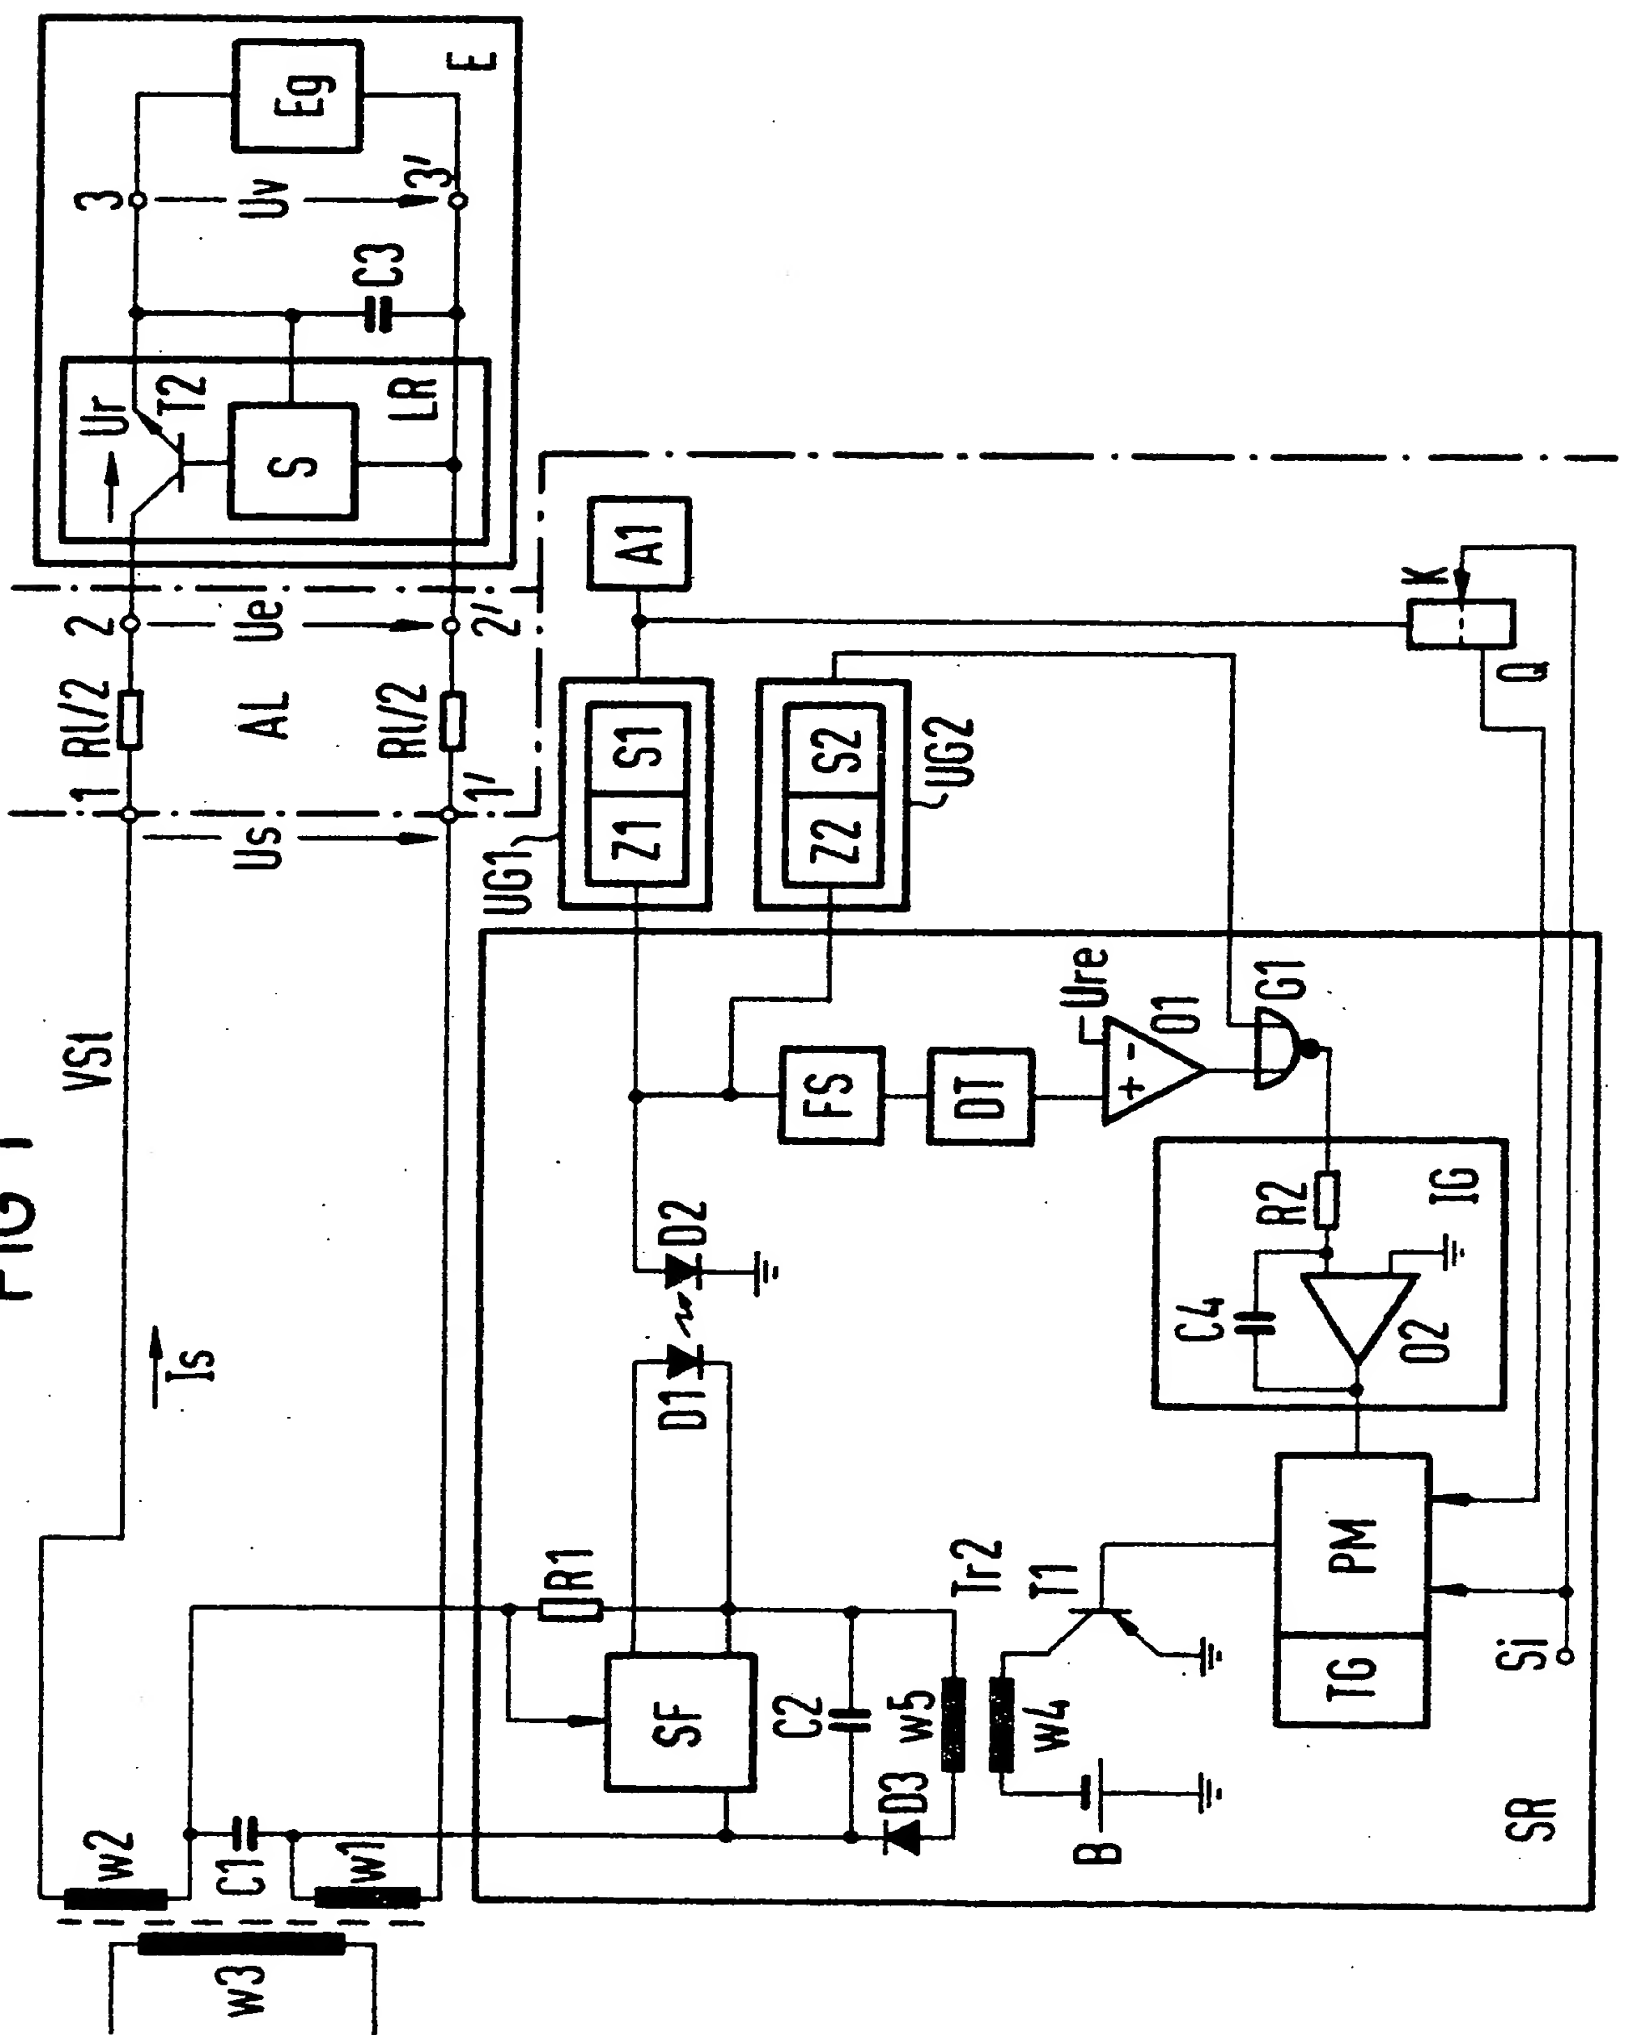 FIG 1
w3
w2
C1
w1
Is
VSt
Us
1
1'
Rl/2
AL
Rl/2
2
Ue
2'
Ur
T2
S
LR
C3
3
Uv
3'
Eg
E
SF
R1
D1
D2
C2
D3
w5
Tr2
w4
T1
B
UG1
Z1
S1
A1
Z2
S2
UG2
FS
DT
Ure
+
-
O1
G1
R2
C4
O2
IG
TG
PM
Si
SR
K
Q